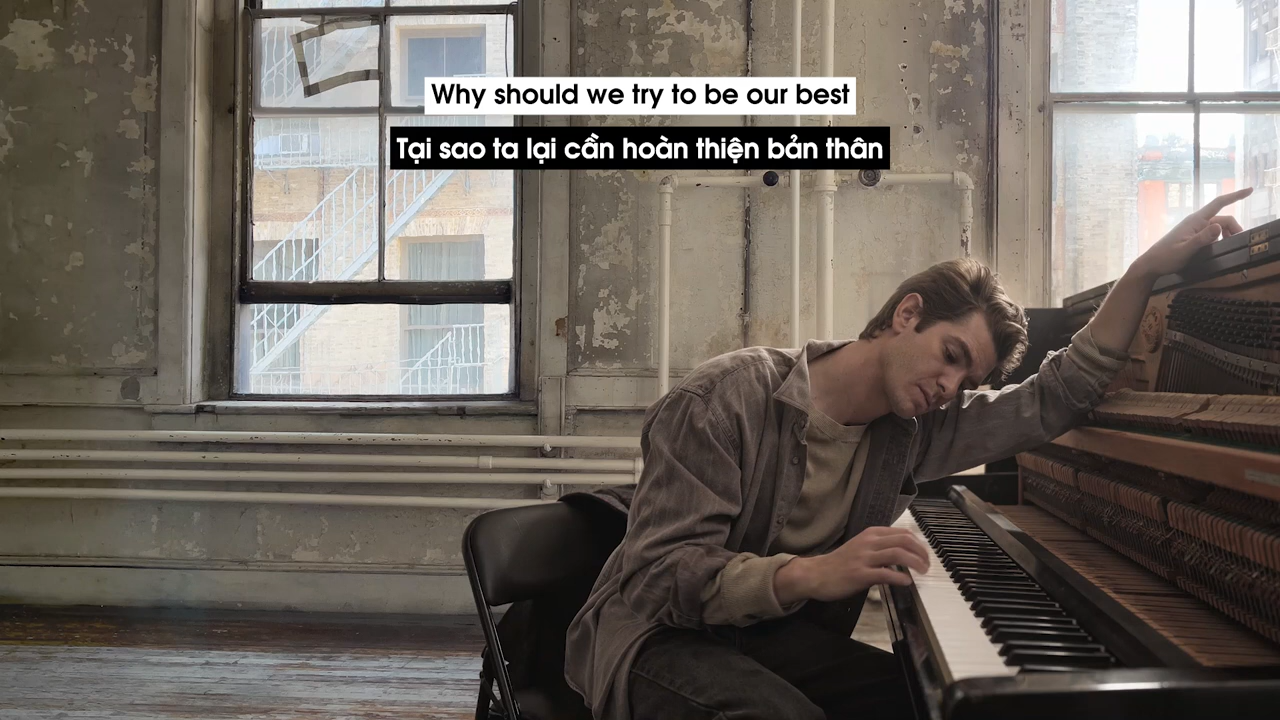 Why should we try to be our best
Tại sao ta lại cần hoàn thiện bản thân